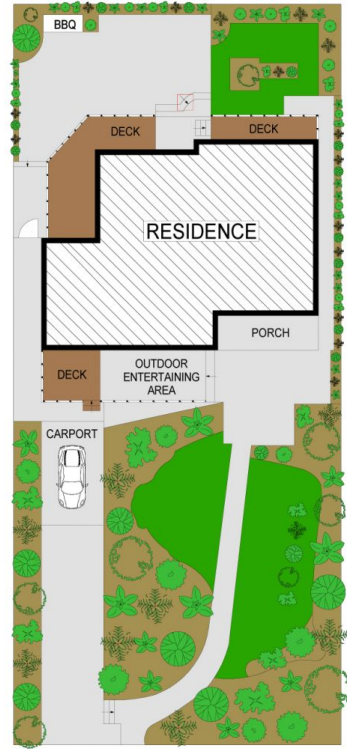 BBQ
DECK
DECK
RESIDENCE
PORCH
DECK
OUTDOOR
ENTERTAINING
AREA
CARPORT